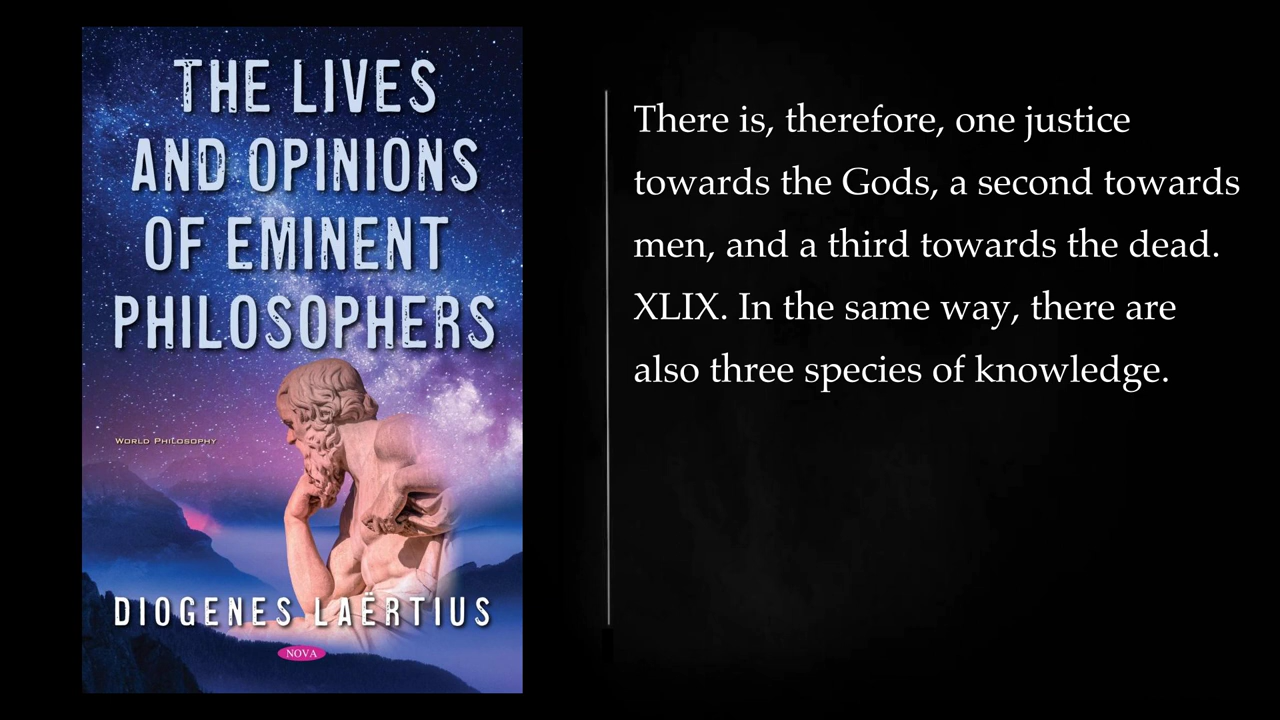 THE LIVES
AND OPINIONS
OF EMINENT
PHILOSOPHERS
WORLD PHILOSOPHY
DIOGENES LAËRTIUS
NOVA
There is, therefore, one justice
towards the Gods, a second towards
men, and a third towards the dead.
XLIX. In the same way, there are
also three species of knowledge.